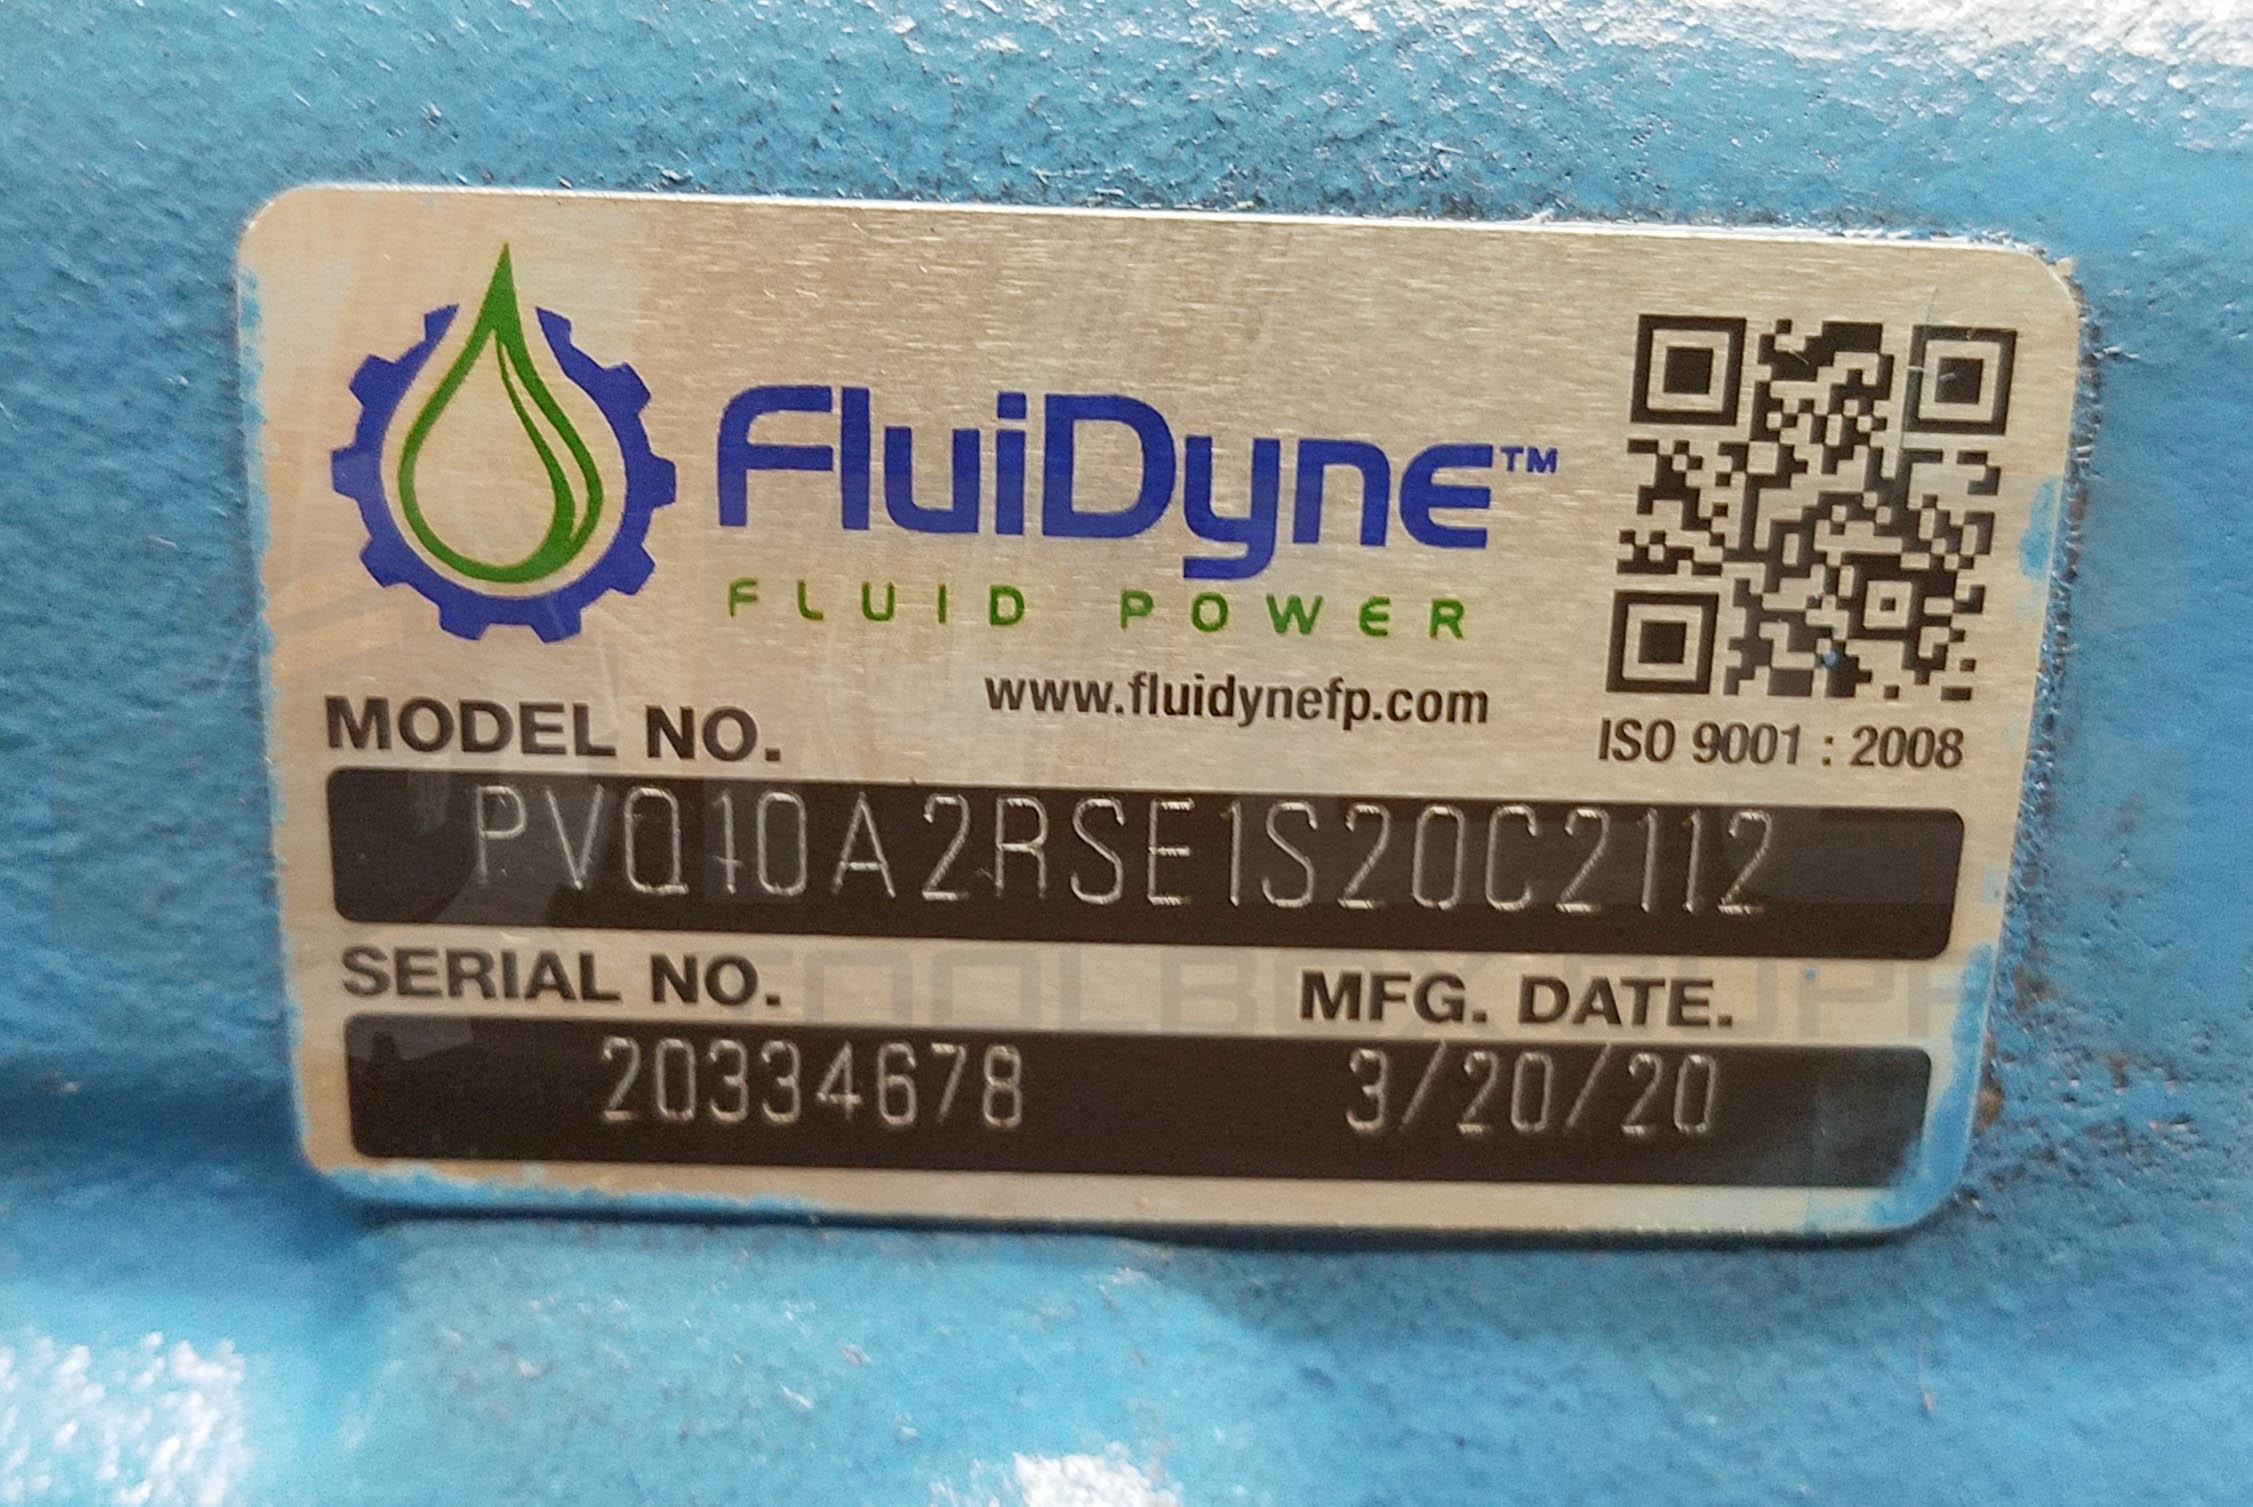 FluiDyne™
FLUID POWER
www.fluidynefp.com
ISO 9001 : 2008
MODEL NO.
PVQ10A2RSE1S20C2112
SERIAL NO. MFG. DATE.
20334678 3/20/20